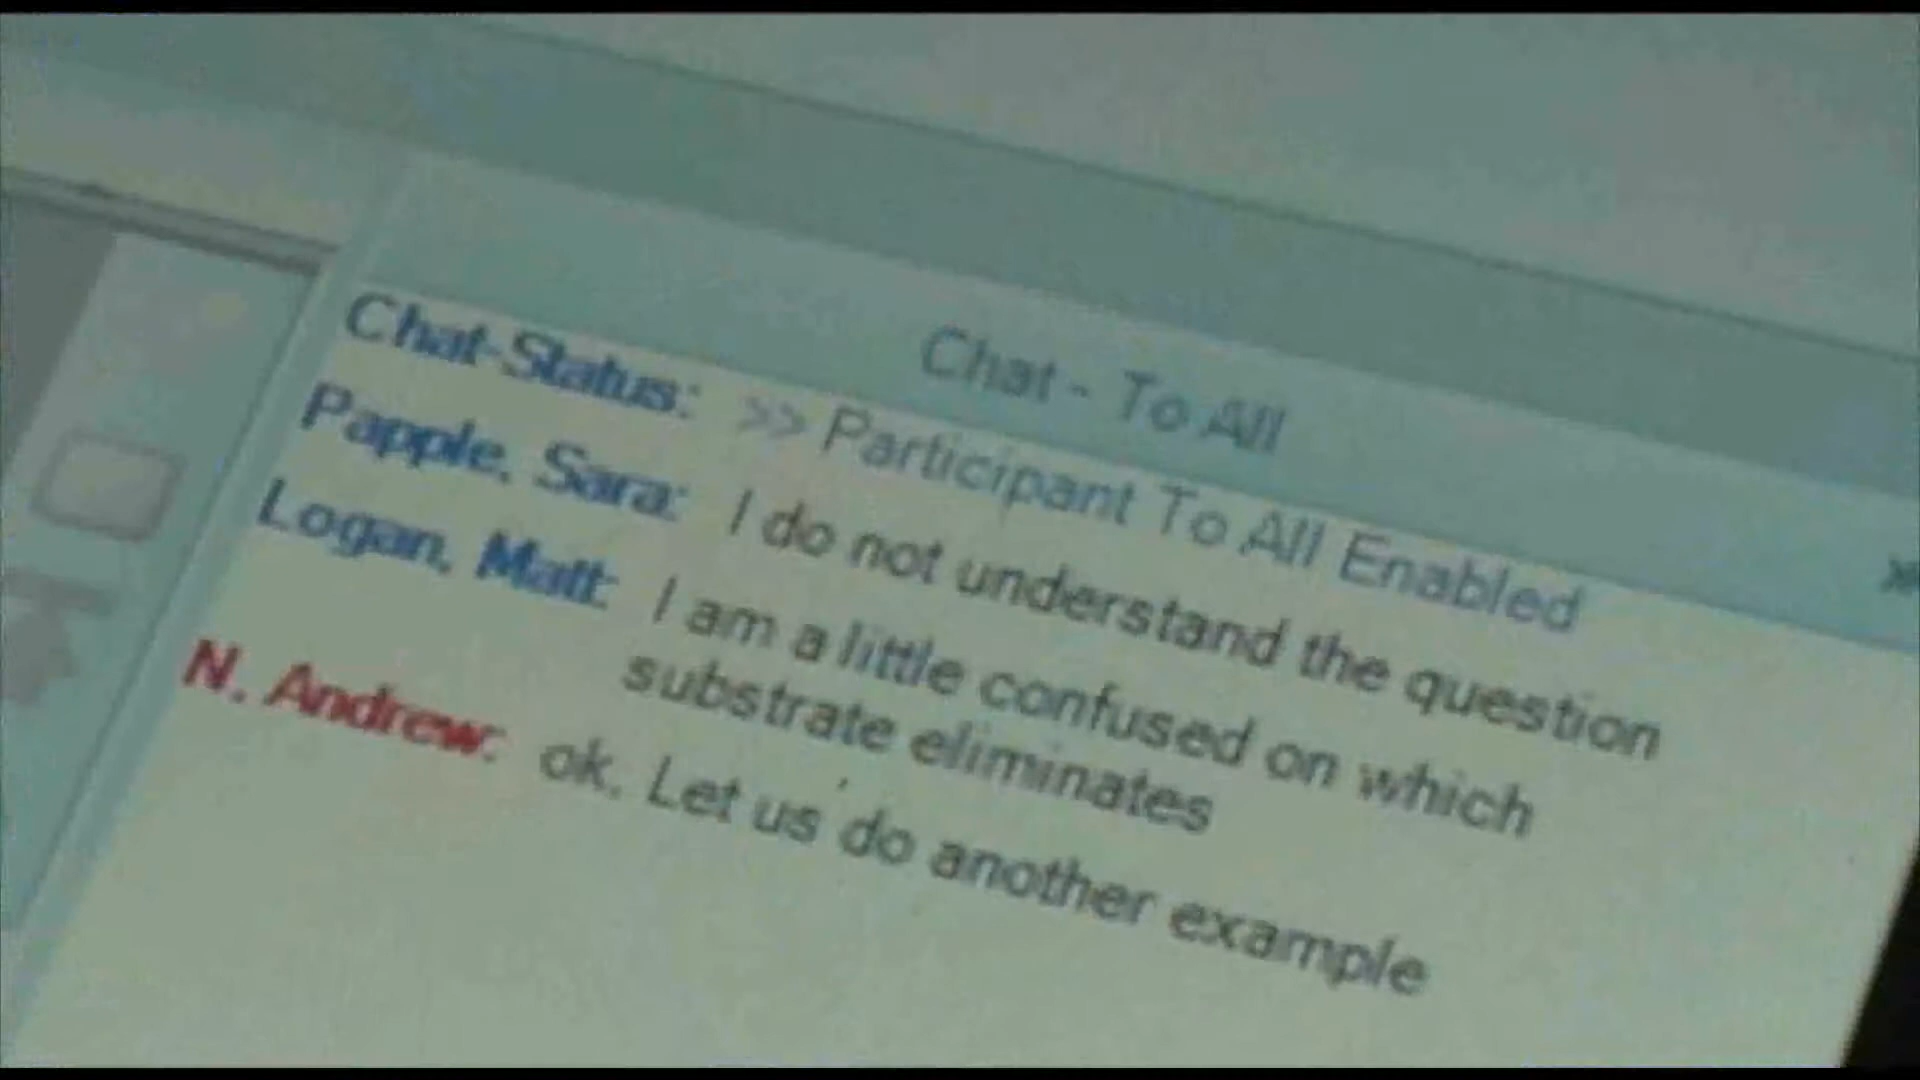 Chat - To All
Chat-Status: >> Participant To All Enabled
Papple, Sara: I do not understand the question
Logan, Matt: I am a little confused on which
substrate eliminates
N. Andrew: ok. Let us do another example